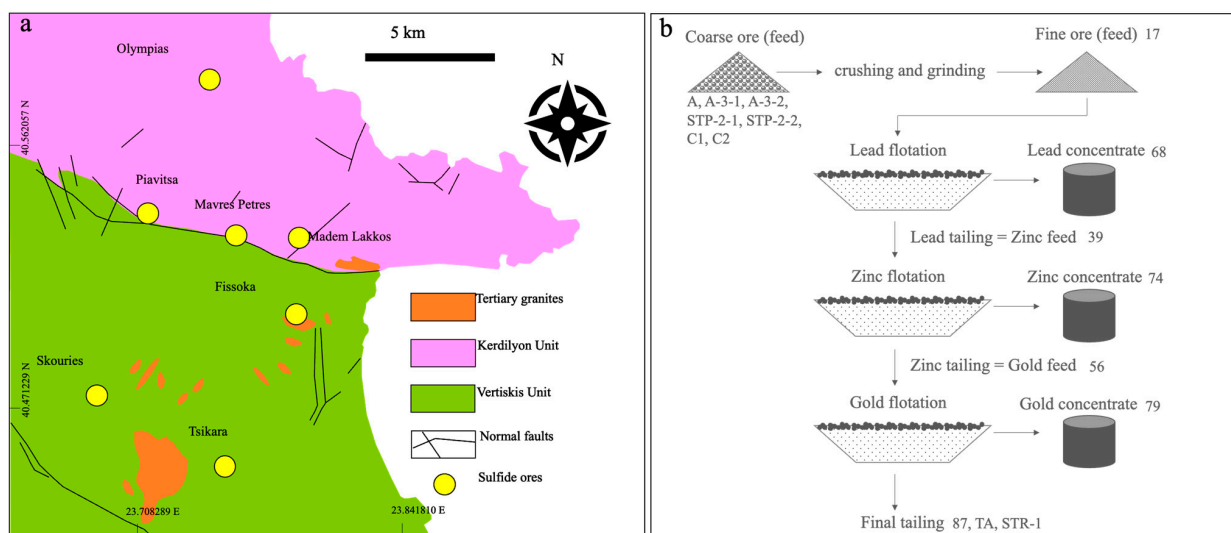 a
Olympias
5 km
N
40.562057 N
Piavitsa
Mavres Petres
Madem Lakkos
Fissoka
Skouries
40.471229 N
Tsikara
23.708289 E
23.841810 E
Tertiary granites
Kerdilyon Unit
Vertiskis Unit
Normal faults
Sulfide ores
b
Coarse ore (feed)
A, A-3-1, A-3-2,
STP-2-1, STP-2-2,
C1, C2
crushing and grinding
Fine ore (feed) 17
Lead flotation
Lead concentrate 68
Lead tailing = Zinc feed 39
Zinc flotation
Zinc concentrate 74
Zinc tailing = Gold feed 56
Gold flotation
Gold concentrate 79
Final tailing 87, TA, STR-1